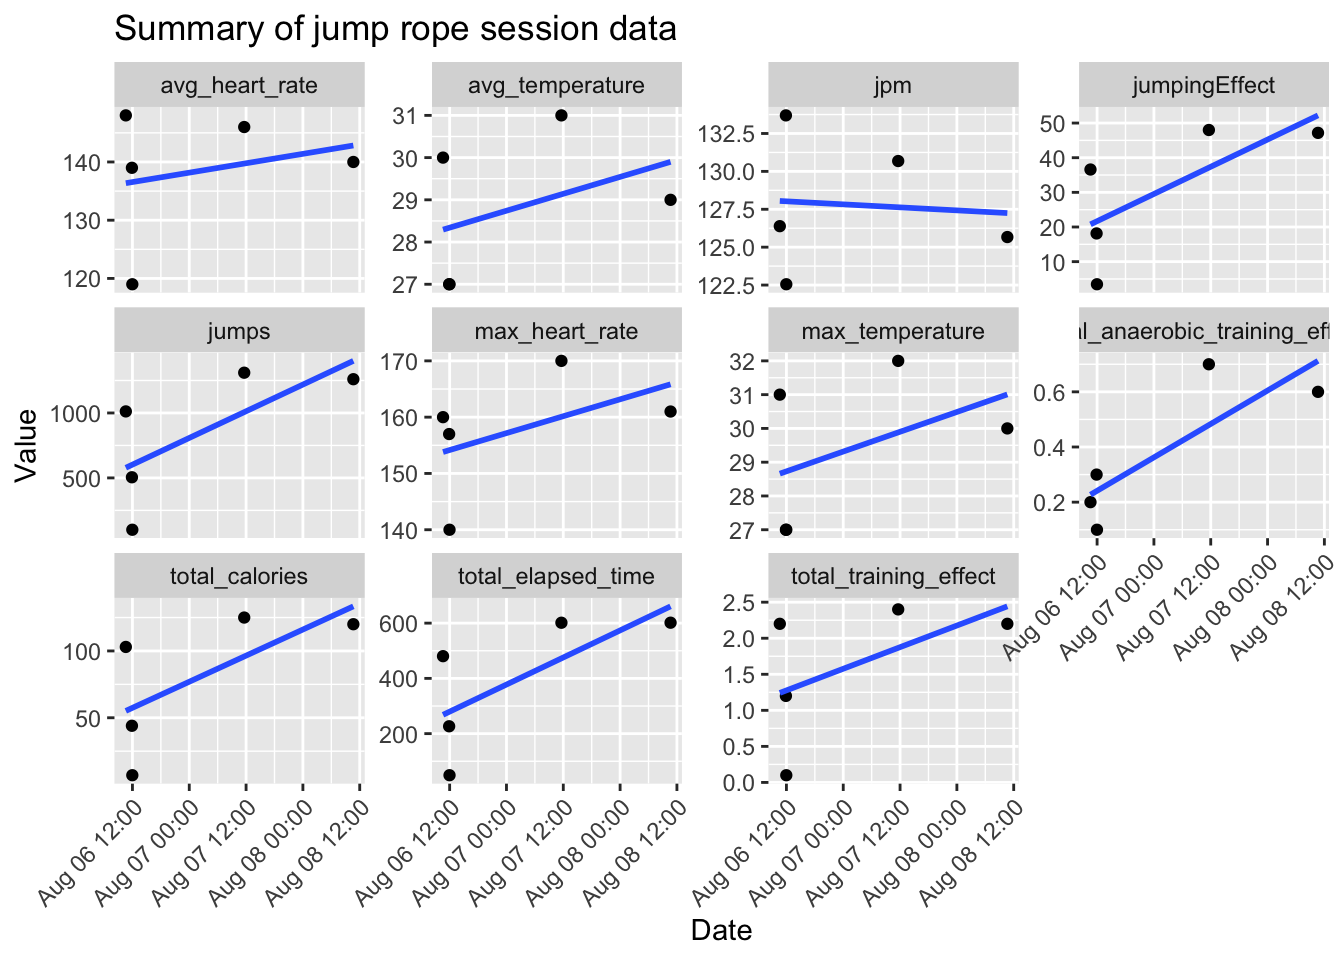 Summary of jump rope session data
avg_heart_rate
avg_temperature
jpm
jumpingEffect
140
130
120
31
30
29
28
27
132.5
130.0
127.5
125.0
122.5
50
40
30
20
10
jumps
max_heart_rate
max_temperature
al_anaerobic_training_eff
1000
500
170
160
150
140
32
31
30
29
28
27
0.6
0.4
0.2
Value
total_calories
total_elapsed_time
total_training_effect
100
50
600
400
200
2.5
2.0
1.5
1.0
0.5
0.0
Aug 06 12:00
Aug 07 00:00
Aug 07 12:00
Aug 08 00:00
Aug 08 12:00
Aug 06 12:00
Aug 07 00:00
Aug 07 12:00
Aug 08 00:00
Aug 08 12:00
Aug 06 12:00
Aug 07 00:00
Aug 07 12:00
Aug 08 00:00
Aug 08 12:00
Aug 06 12:00
Aug 07 00:00
Aug 07 12:00
Aug 08 00:00
Aug 08 12:00
Date